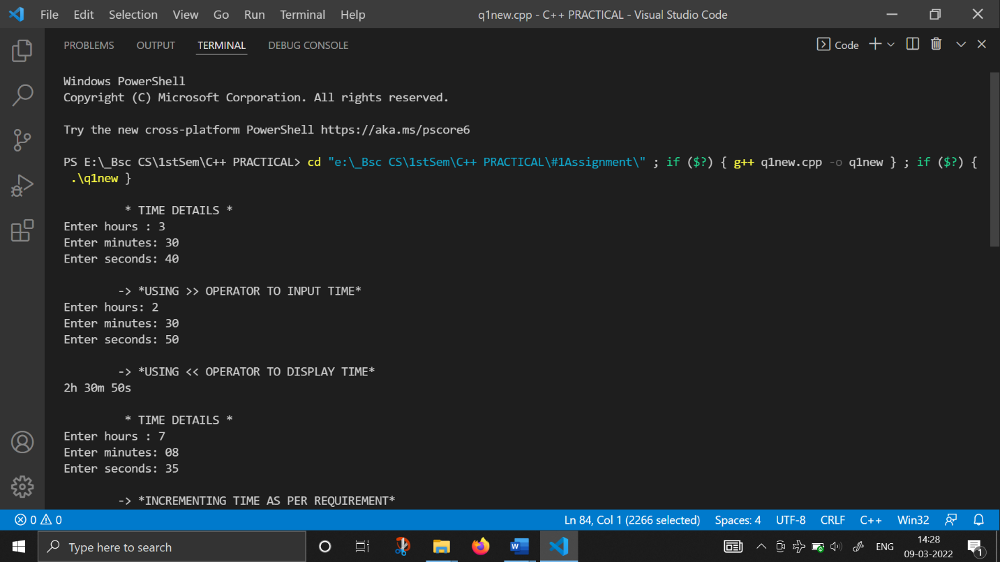 File Edit Selection View Go Run Terminal Help
q1new.cpp - C++ PRACTICAL - Visual Studio Code
PROBLEMS OUTPUT TERMINAL DEBUG CONSOLE
Code
Windows PowerShell
Copyright (C) Microsoft Corporation. All rights reserved.
Try the new cross-platform PowerShell https://aka.ms/pscore6
PS E:\_Bsc CS\1stSem\C++ PRACTICAL> cd "e:\_Bsc CS\1stSem\C++ PRACTICAL\#1Assignment\" ; if ($?) { g++ q1new.cpp -o q1new } ; if ($?) {
.\q1new }
* TIME DETAILS *
Enter hours : 3
Enter minutes: 30
Enter seconds: 40
-> *USING >> OPERATOR TO INPUT TIME*
Enter hours: 2
Enter minutes: 30
Enter seconds: 50
-> *USING << OPERATOR TO DISPLAY TIME*
2h 30m 50s
* TIME DETAILS *
Enter hours : 7
Enter minutes: 08
Enter seconds: 35
-> *INCREMENTING TIME AS PER REQUIREMENT*
0 0
Ln 84, Col 1 (2266 selected) Spaces: 4 UTF-8 CRLF C++ Win32
Type here to search
ENG
14:28
09-03-2022
1